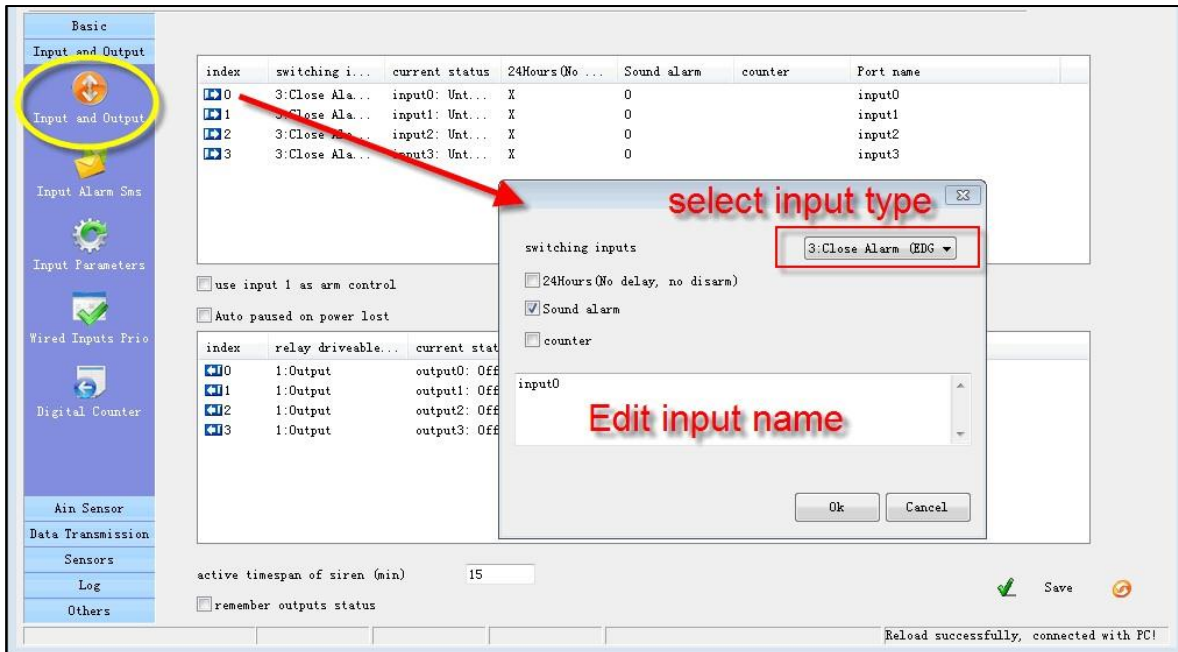 Basic
Input and Output
Input and Output
Input Alarm Sms
Input Parameters
Wired Inputs Prio
Digital Counter
Ain Sensor
Data Transmission
Sensors
Log
Others
index switching i... current status 24Hours(No ... Sound alarm counter Port name
0 3:Close Ala... input0: Unt... X O input0
1 3:Close Ala... input1: Unt... X O input1
2 3:Close Ala... input2: Unt... X O input2
3 3:Close Ala... input3: Unt... X O input3
use input 1 as arm control
Auto paused on power lost
index relay driveable... current stat
0 1:Output output0: Off
1 1:Output output1: Off
2 1:Output output2: Off
3 1:Output output3: Off
select input type
switching inputs 3:Close Alarm (EDG
24Hours(No delay, no disarm)
Sound alarm
counter
input0
Edit input name
Ok Cancel
active timespan of siren (min) 15
remember outputs status
Save
Reload successfully, connected with PC!